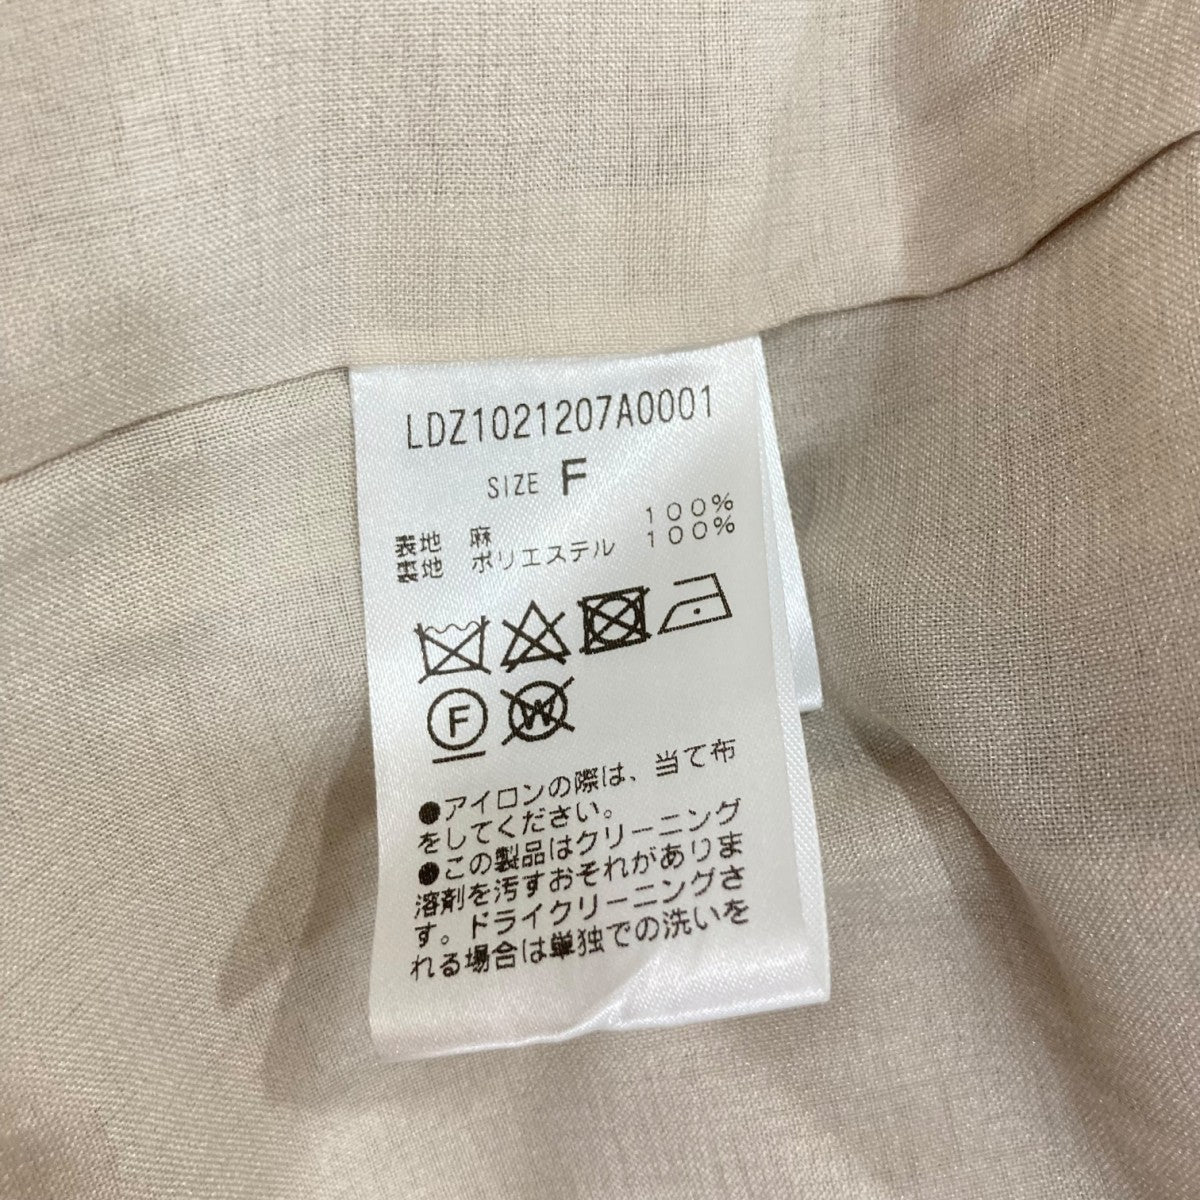 LDZ1021207A0001
SIZE F
表地 麻 100%
裏地 ポリエステル 100%
F
W
●アイロンの際は、当て布
をしてください。
●この製品はクリーニング
溶剤を汚すおそれがありま
す。ドライクリーニングさ
れる場合は単独での洗いを